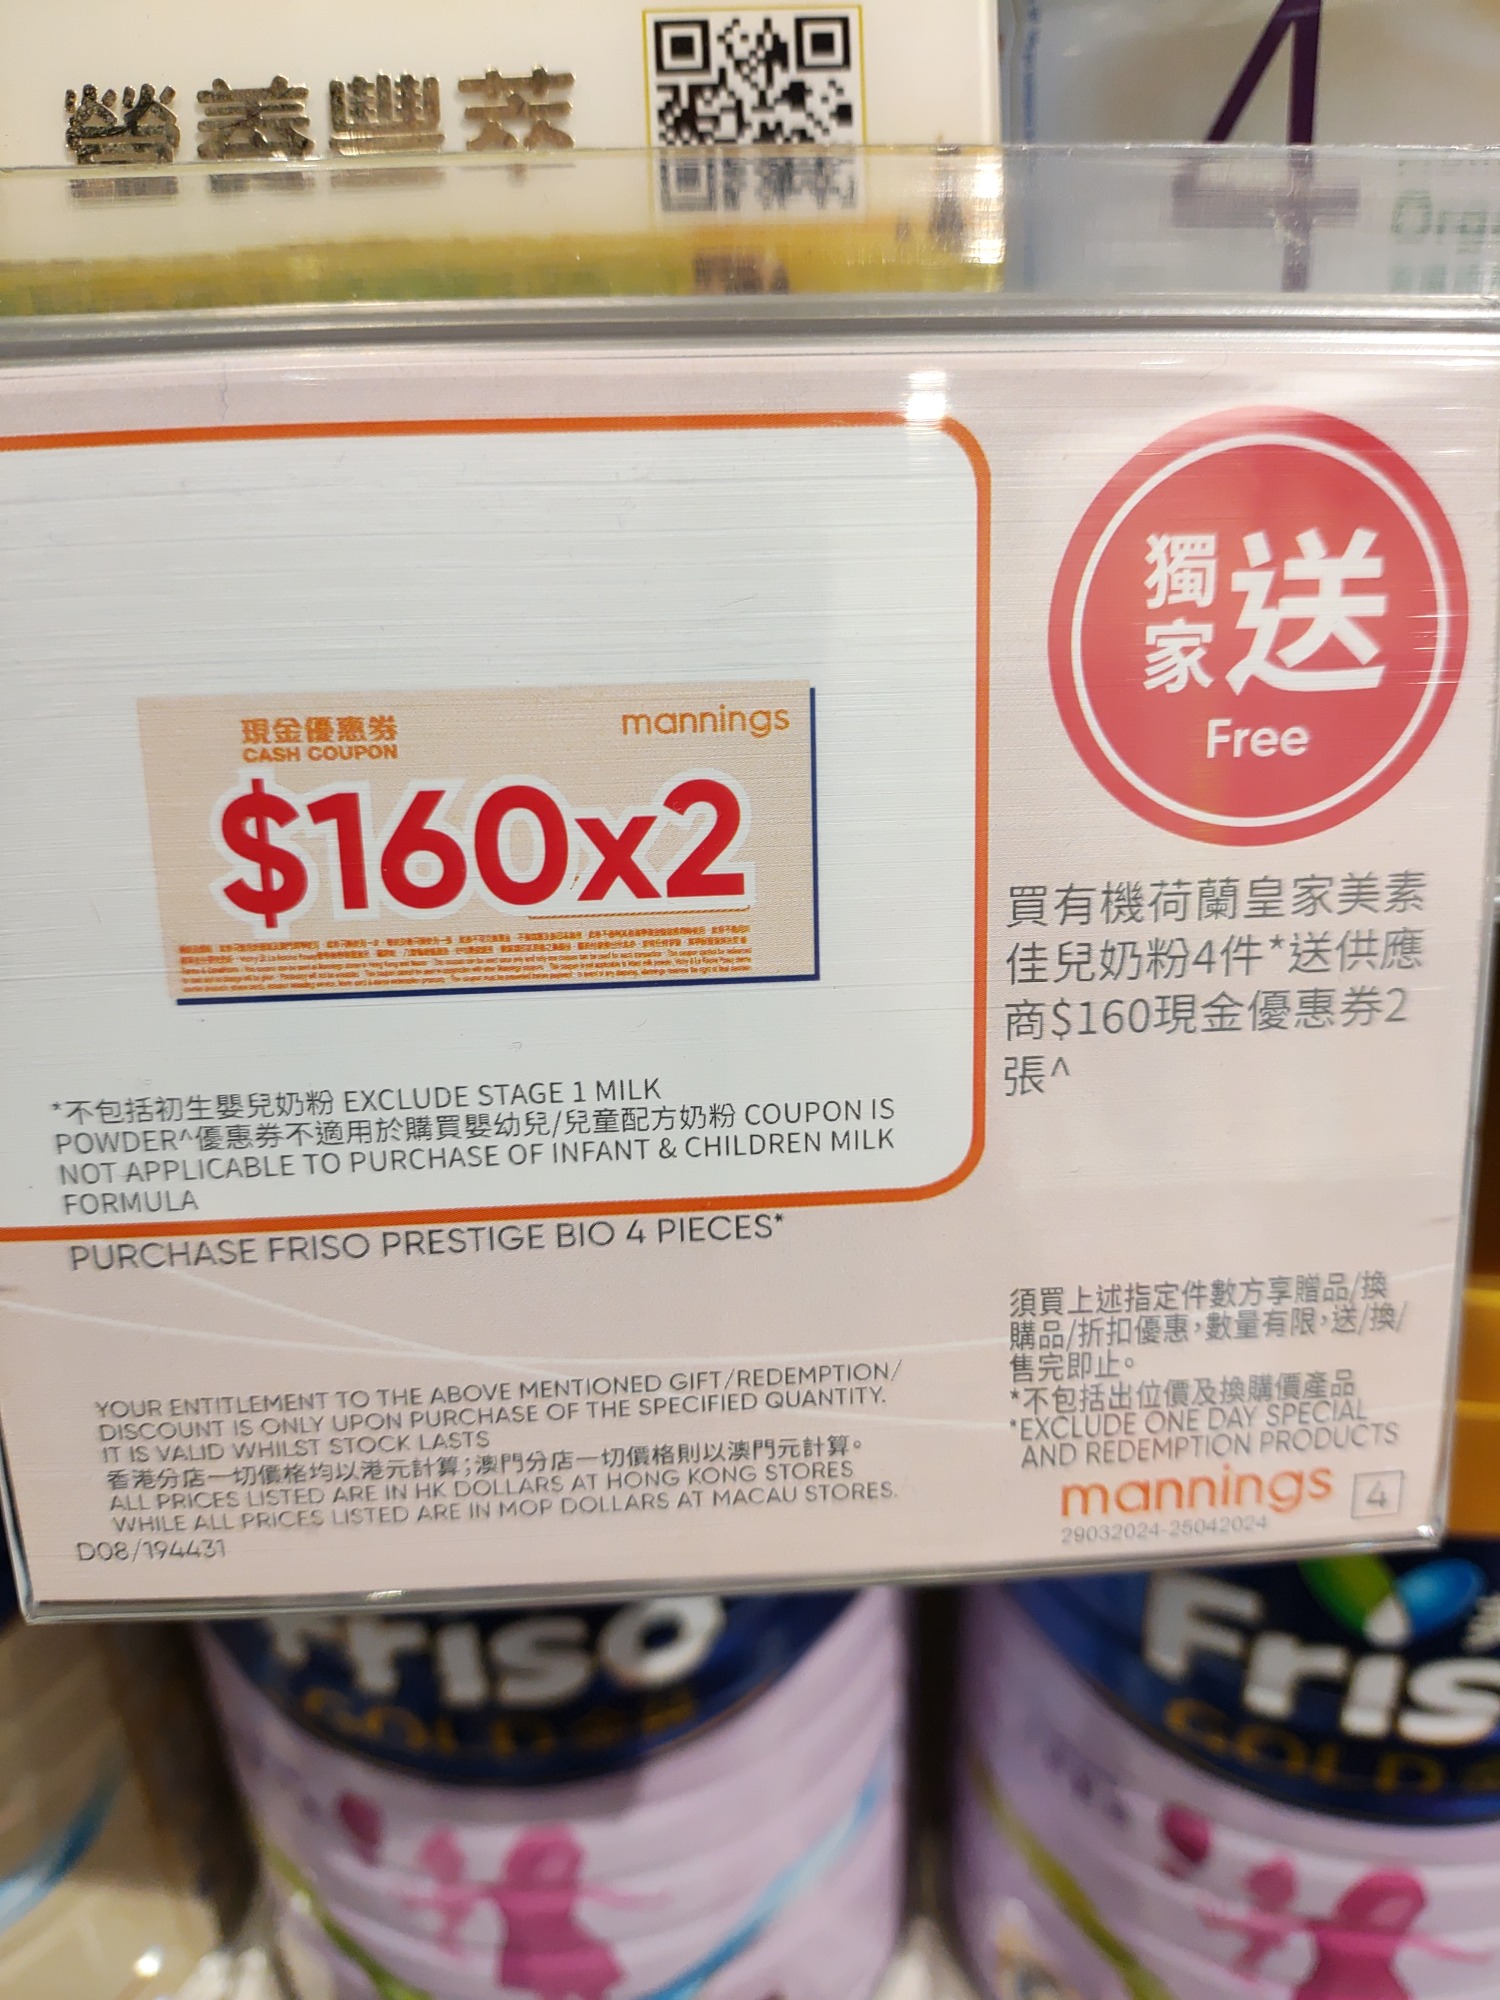 營養豐萃
4
Orga
獨家送
Free
現金優惠券
CASH COUPON
mannings
$160x2
買有機荷蘭皇家美素
佳兒奶粉4件*送供應
商$160現金優惠券2
張^
*不包括初生嬰兒奶粉 EXCLUDE STAGE 1 MILK
POWDER^優惠券不適用於購買嬰幼兒/兒童配方奶粉 COUPON IS
NOT APPLICABLE TO PURCHASE OF INFANT & CHILDREN MILK
FORMULA
PURCHASE FRISO PRESTIGE BIO 4 PIECES*
須買上述指定件數方享贈品/換
購品/折扣優惠,數量有限,送/換/
售完即止。
*不包括出位價及換購價產品
*EXCLUDE ONE DAY SPECIAL
AND REDEMPTION PRODUCTS
YOUR ENTITLEMENT TO THE ABOVE MENTIONED GIFT/REDEMPTION/
DISCOUNT IS ONLY UPON PURCHASE OF THE SPECIFIED QUANTITY.
IT IS VALID WHILST STOCK LASTS
香港分店一切價格均以港元計算;澳門分店一切價格則以澳門元計算。
ALL PRICES LISTED ARE IN HK DOLLARS AT HONG KONG STORES
WHILE ALL PRICES LISTED ARE IN MOP DOLLARS AT MACAU STORES.
D08/194431
mannings 4
29032024-25042024
Friso
GOLD
Fris
GOLD